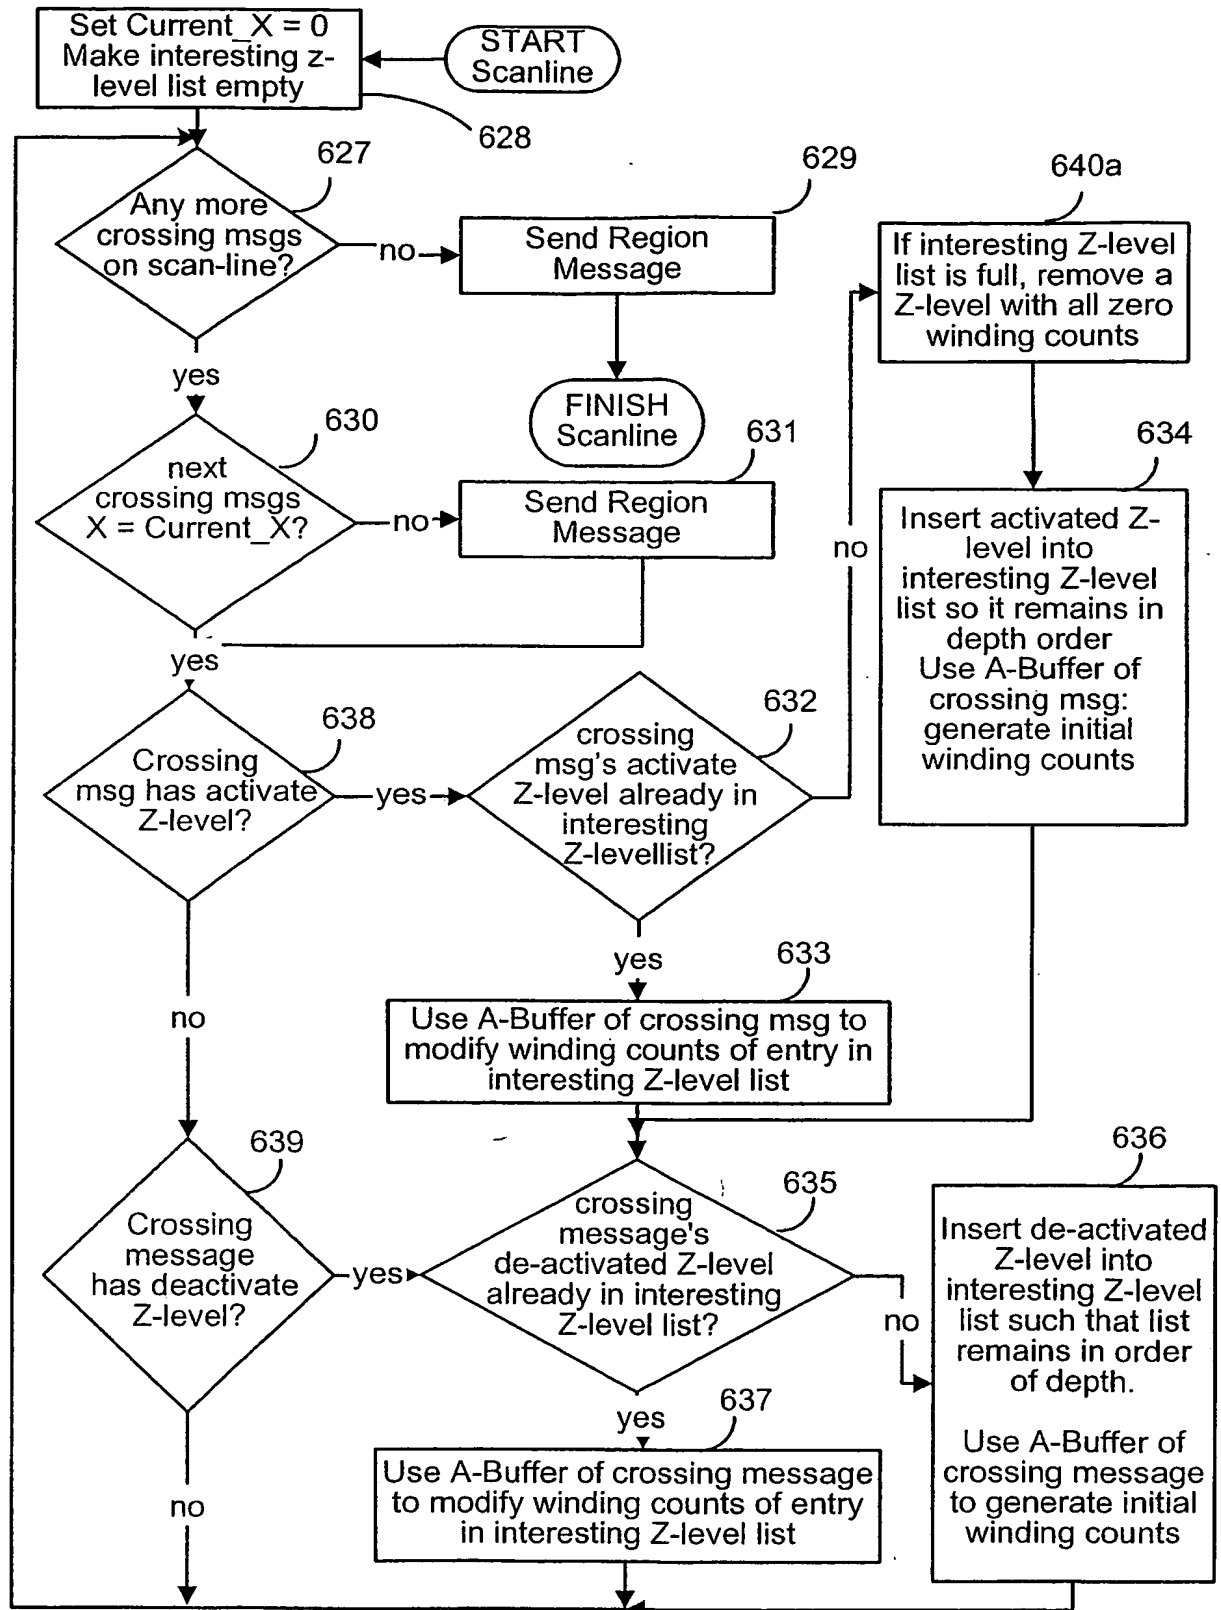 Set Current_X = 0
Make interesting z-
level list empty
START
Scanline
628
627
Any more
crossing msgs
on scan-line?
no
629
Send Region
Message
640a
If interesting Z-level
list is full, remove a
Z-level with all zero
winding counts
yes
FINISH
Scanline
630
next
crossing msgs
X = Current_X?
no
631
Send Region
Message
no
634
Insert activated Z-
level into
interesting Z-level
list so it remains in
depth order
Use A-Buffer of
crossing msg:
generate initial
winding counts
yes
638
Crossing
msg has activate
Z-level?
yes
632
crossing
msg's activate
Z-level already in
interesting
Z-levellist?
yes
no
633
Use A-Buffer of crossing msg to
modify winding counts of entry in
interesting Z-level list
639
Crossing
message
has deactivate
Z-level?
yes
635
crossing
message's
de-activated Z-level
already in interesting
Z-level list?
no
636
Insert de-activated
Z-level into
interesting Z-level
list such that list
remains in order
of depth.
Use A-Buffer of
crossing message
to generate initial
winding counts
yes
637
Use A-Buffer of crossing message
to modify winding counts of entry
in interesting Z-level list
no